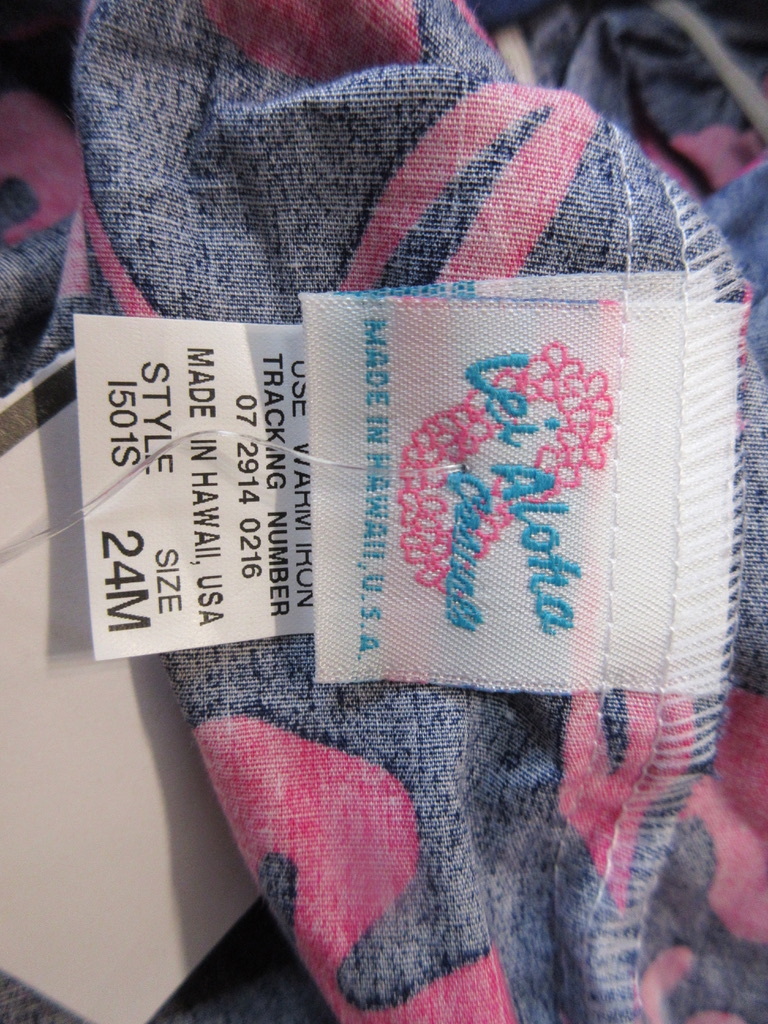 Lei Aloha
Casuals
MADE IN HAWAII, U.S.A.
USE WARM IRON
TRACKING NUMBER
07 2914 0216
MADE IN HAWAII, USA
STYLE SIZE
I501S 24M